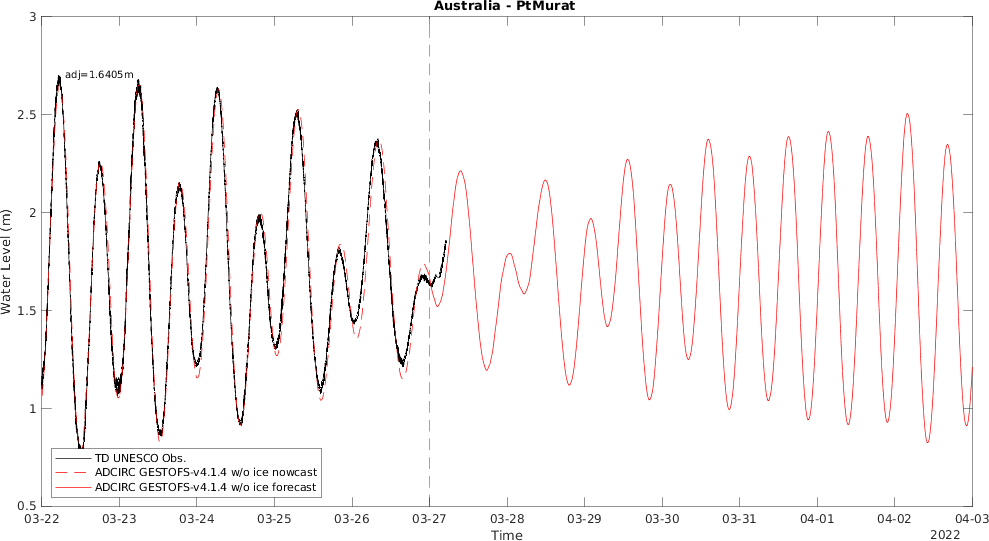 Australia - PtMurat
adj=1.6405m
3
2.5
2
1.5
1
0.5
Water Level (m)
TD UNESCO Obs.
ADCIRC GESTOFS-v4.1.4 w/o ice nowcast
ADCIRC GESTOFS-v4.1.4 w/o ice forecast
03-22 03-23 03-24 03-25 03-26 03-27 03-28 03-29 03-30 03-31 04-01 04-02 04-03
Time
2022